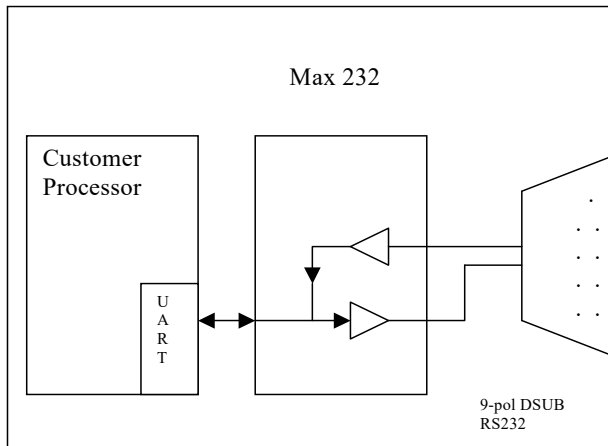 Max 232
Customer
Processor
U
A
R
T
9-pol DSUB
RS232